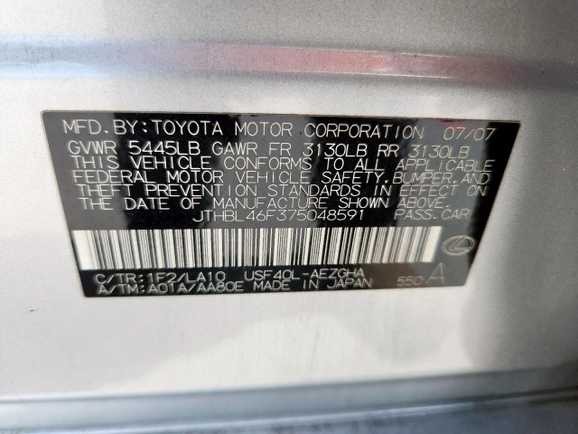 MFD.BY:TOYOTA MOTOR CORPORATION 07/07
GVWR 5445LB GAWR FR 3130LB RR 3130LB
THIS VEHICLE CONFORMS TO ALL APPLICABLE
FEDERAL MOTOR VEHICLE SAFETY,BUMPER,AND
THEFT PREVENTION STANDARDS IN EFFECT ON
THE DATE OF MANUFACTURE SHOWN ABOVE.
JTHBL46F375048591 PASS.CAR
C/TR:1F2/LA10 USF40L-AEZGHA
A/TM:A01A/AA80E MADE IN JAPAN 550 A